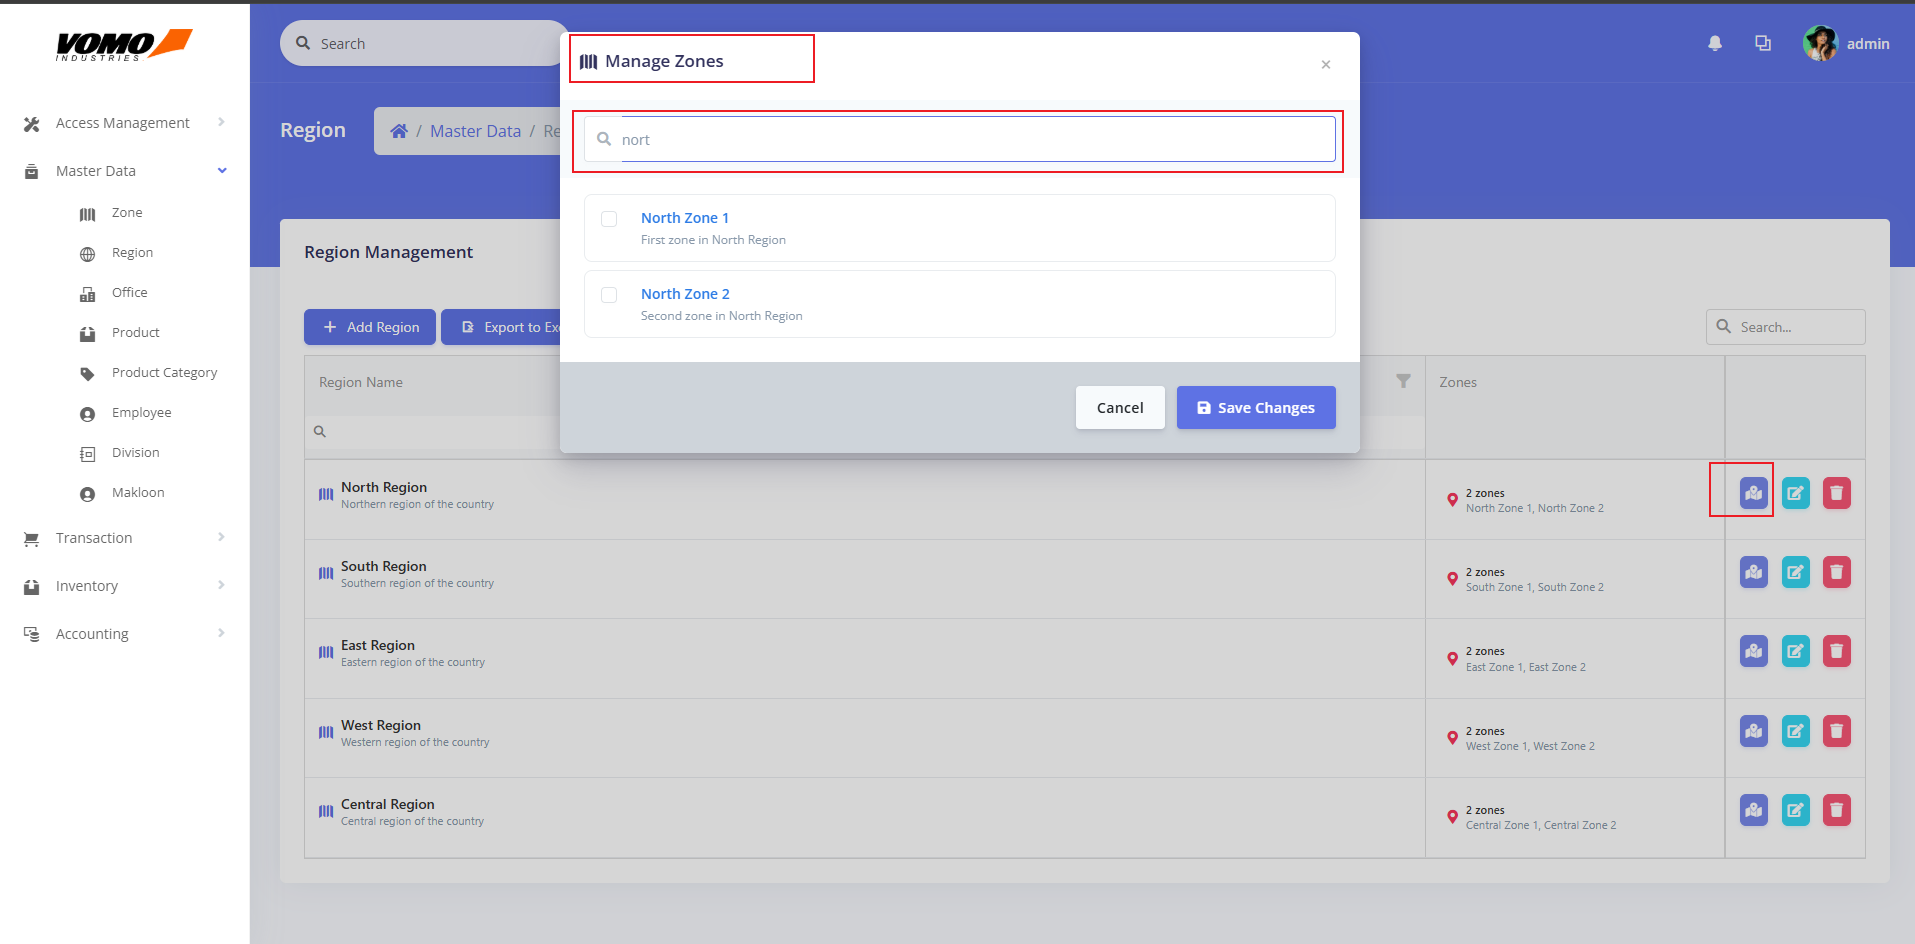 VOMO
INDUSTRIES
Search
admin
Access Management
Master Data
Zone
Region
Office
Product
Product Category
Employee
Division
Makloon
Transaction
Inventory
Accounting
Region
/ Master Data / Re
Manage Zones
×
nort
North Zone 1
First zone in North Region
North Zone 2
Second zone in North Region
Cancel
Save Changes
Region Management
Add Region
Export to Exc
Search...
Region Name
Zones
North Region
Northern region of the country
2 zones
North Zone 1, North Zone 2
South Region
Southern region of the country
2 zones
South Zone 1, South Zone 2
East Region
Eastern region of the country
2 zones
East Zone 1, East Zone 2
West Region
Western region of the country
2 zones
West Zone 1, West Zone 2
Central Region
Central region of the country
2 zones
Central Zone 1, Central Zone 2